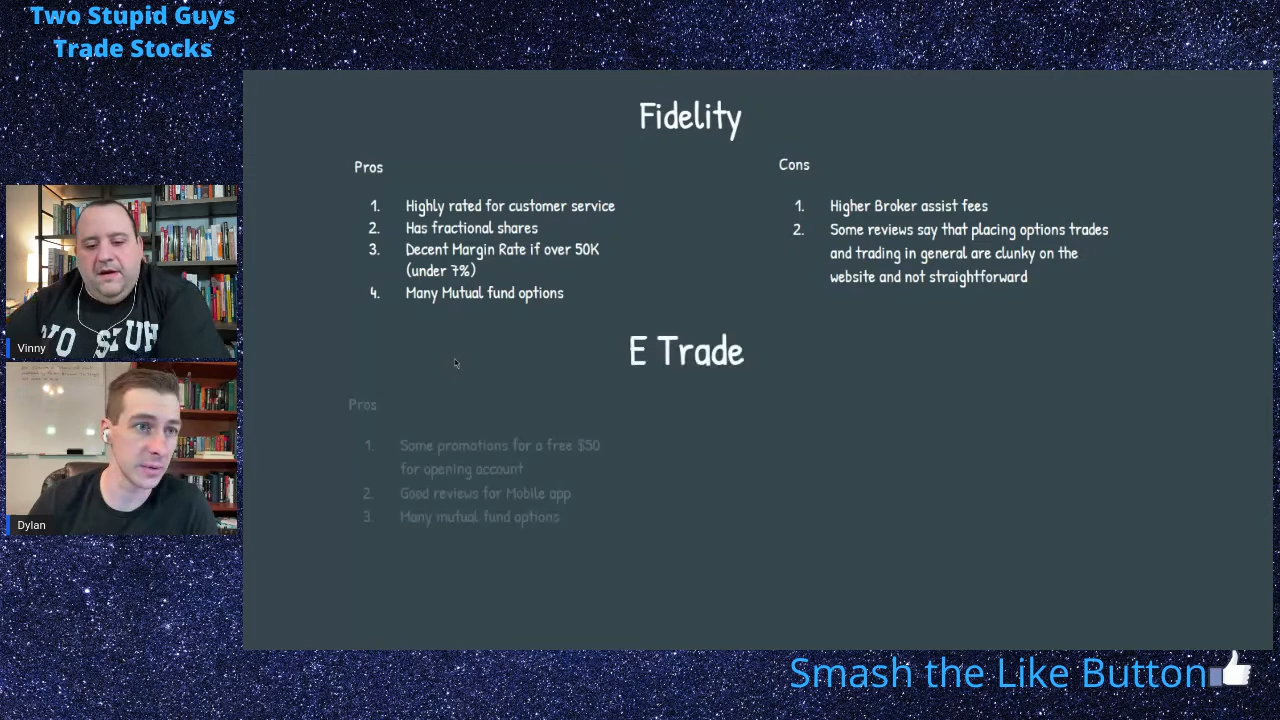 Two Stupid Guys
Trade Stocks
Fidelity
Pros
1. Highly rated for customer service
2. Has fractional shares
3. Decent Margin Rate if over 50K
(under 7%)
4. Many Mutual fund options
Cons
1. Higher Broker assist fees
2. Some reviews say that placing options trades
and trading in general are clunky on the
website and not straightforward
E Trade
Pros
1. Some promotions for a free $50
for opening account
2. Good reviews for Mobile app
3. Many mutual fund options
Vinny
Dylan
Smash the Like Button